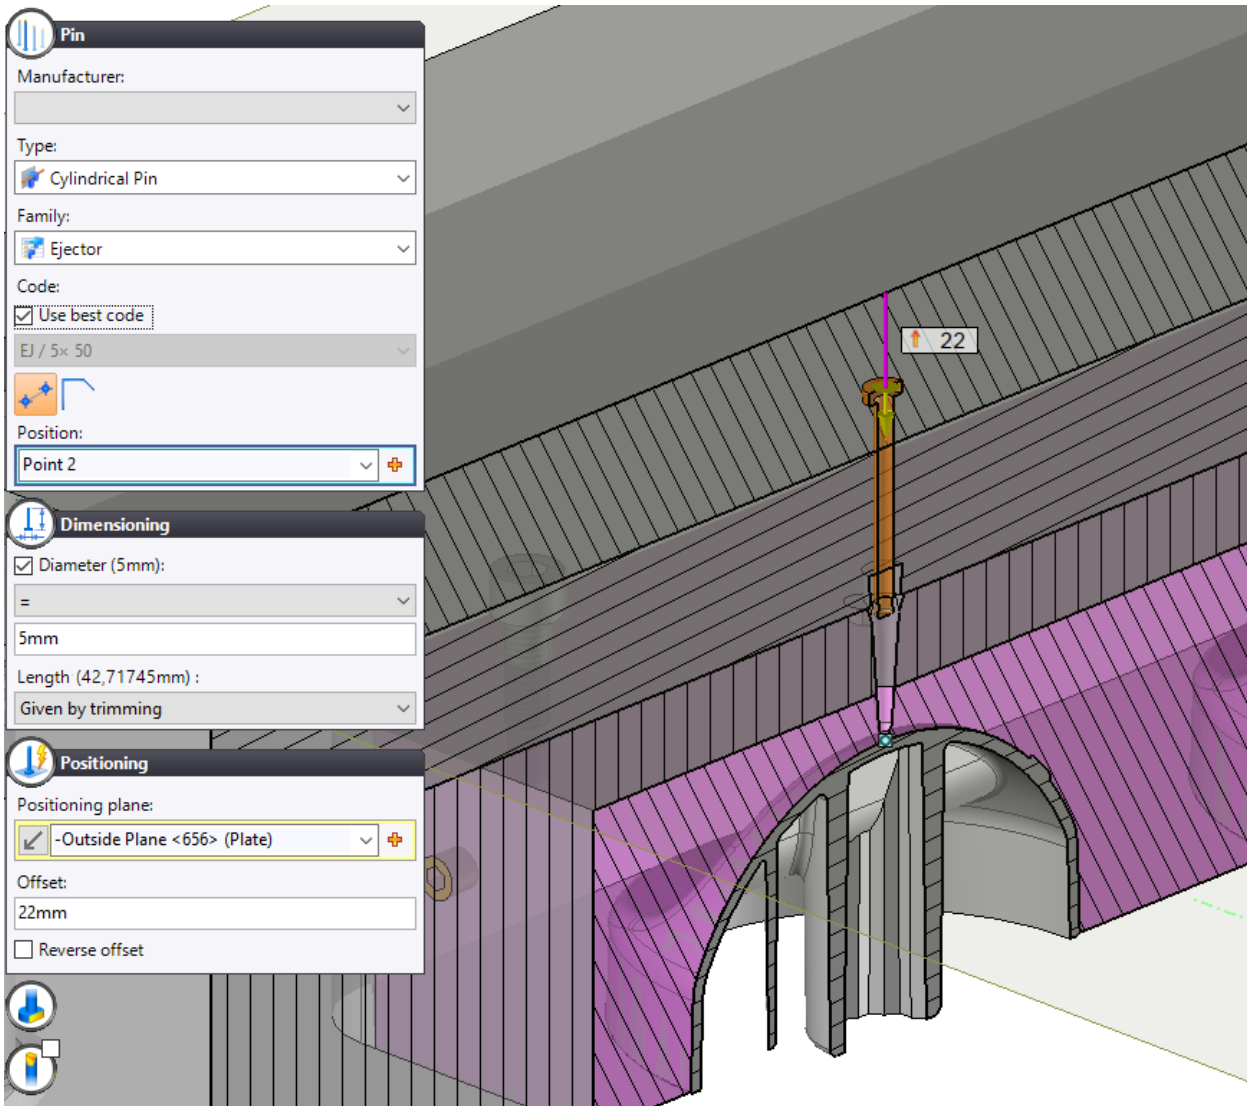 Pin
Manufacturer:
Type:
Cylindrical Pin
Family:
Ejector
Code:
Use best code
EJ / 5× 50
Position:
Point 2
Dimensioning
Diameter (5mm):
=
5mm
Length (42,71745mm) :
Given by trimming
Positioning
Positioning plane:
-Outside Plane <656> (Plate)
Offset:
22mm
Reverse offset
22